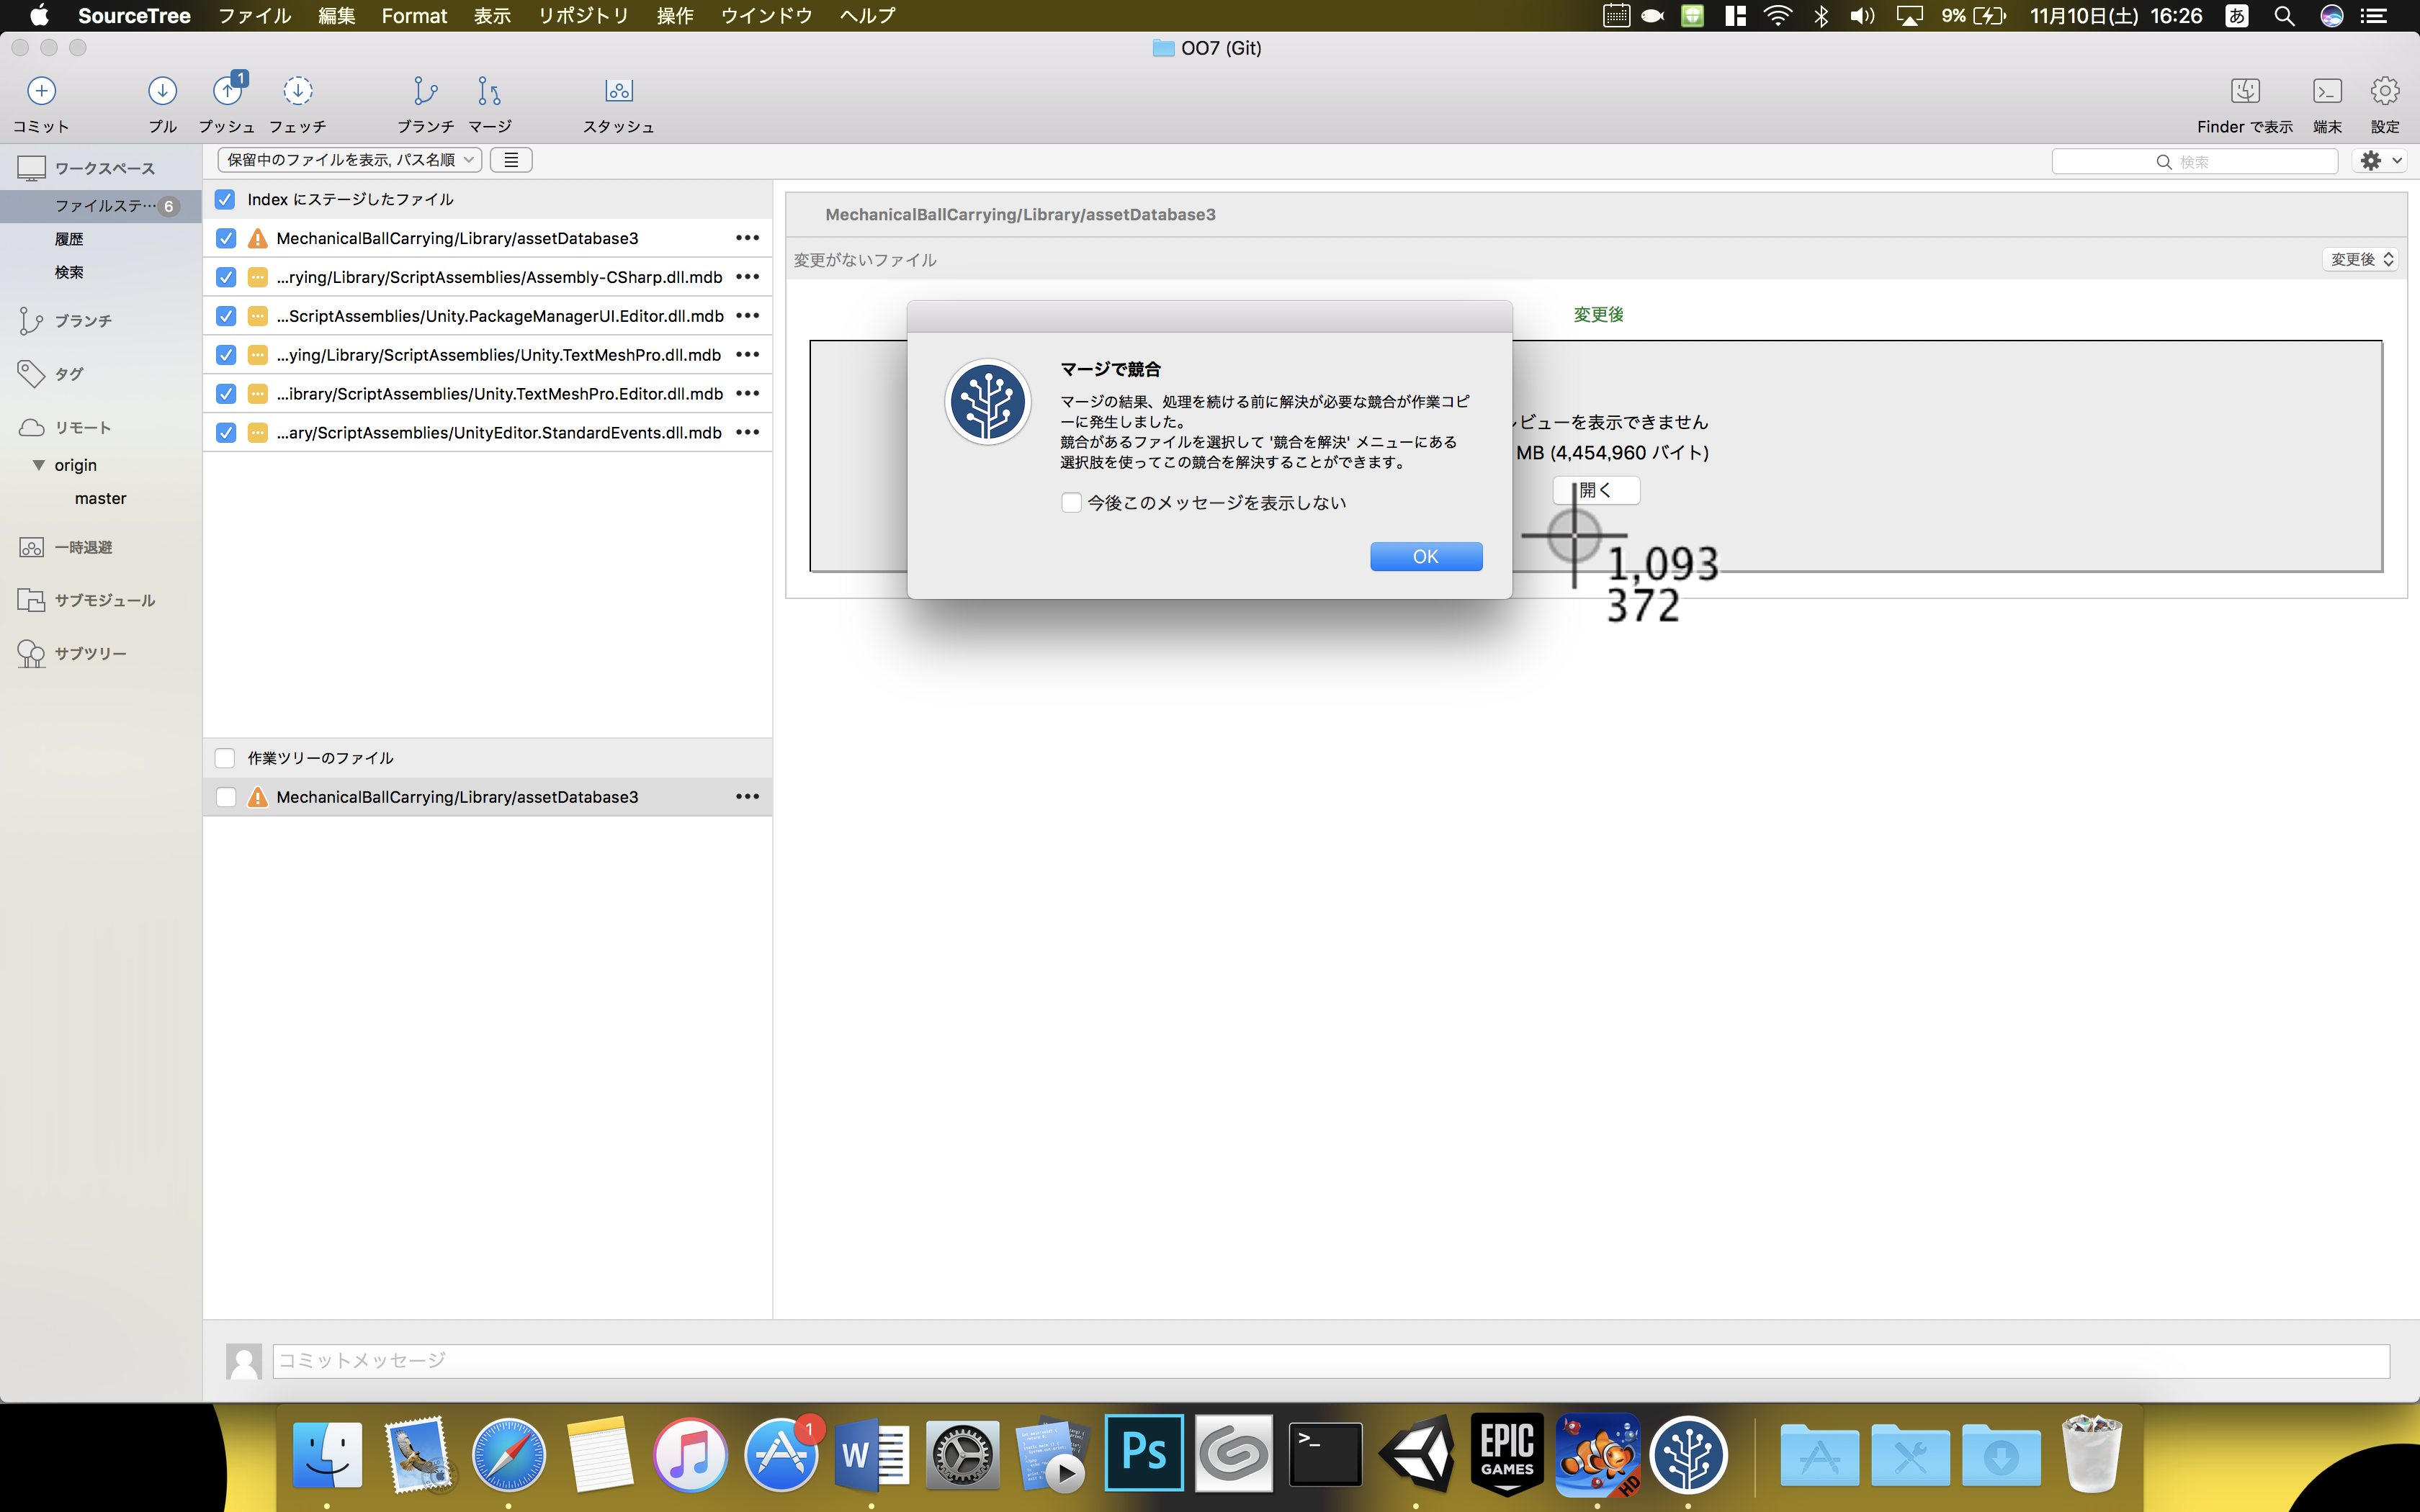 SourceTree ファイル 編集 Format 表示 リポジトリ 操作 ウインドウ ヘルプ 9% 11月10日(土) 16:26 あ
OO7 (Git)
1
コミット プル プッシュ フェッチ ブランチ マージ スタッシュ Finder で表示 端末 設定
ワークスペース
ファイルステ… 6
履歴
検索
ブランチ
タグ
リモート
origin
master
一時退避
サブモジュール
サブツリー
保留中のファイルを表示, パス名順
検索
Index にステージしたファイル
MechanicalBallCarrying/Library/assetDatabase3
...rying/Library/ScriptAssemblies/Assembly-CSharp.dll.mdb
...ScriptAssemblies/Unity.PackageManagerUI.Editor.dll.mdb
...ying/Library/ScriptAssemblies/Unity.TextMeshPro.dll.mdb
...ibrary/ScriptAssemblies/Unity.TextMeshPro.Editor.dll.mdb
...ary/ScriptAssemblies/UnityEditor.StandardEvents.dll.mdb
作業ツリーのファイル
MechanicalBallCarrying/Library/assetDatabase3
MechanicalBallCarrying/Library/assetDatabase3
変更がないファイル
変更後
変更後
ビューを表示できません
MB (4,454,960 バイト)
開く
1,093
372
マージで競合
マージの結果、処理を続ける前に解決が必要な競合が作業コピ
ーに発生しました。
競合があるファイルを選択して '競合を解決' メニューにある
選択肢を使ってこの競合を解決することができます。
今後このメッセージを表示しない
OK
コミットメッセージ
1
W
Ps
>_
EPIC
GAMES
HD